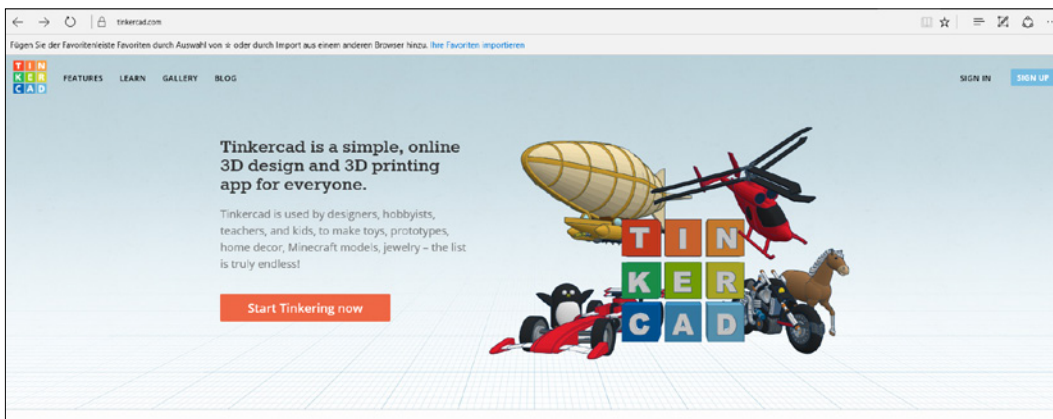 tinkercad.com
Fügen Sie der Favoritenleiste Favoriten durch Auswahl von ☆ oder durch Import aus einem anderen Browser hinzu. Ihre Favoriten importieren
TIN
KER
CAD
FEATURES LEARN GALLERY BLOG SIGN IN SIGN UP
Tinkercad is a simple, online
3D design and 3D printing
app for everyone.
Tinkercad is used by designers, hobbyists,
teachers, and kids, to make toys, prototypes,
home decor, Minecraft models, jewelry – the list
is truly endless!
Start Tinkering now
TIN
KER
CAD